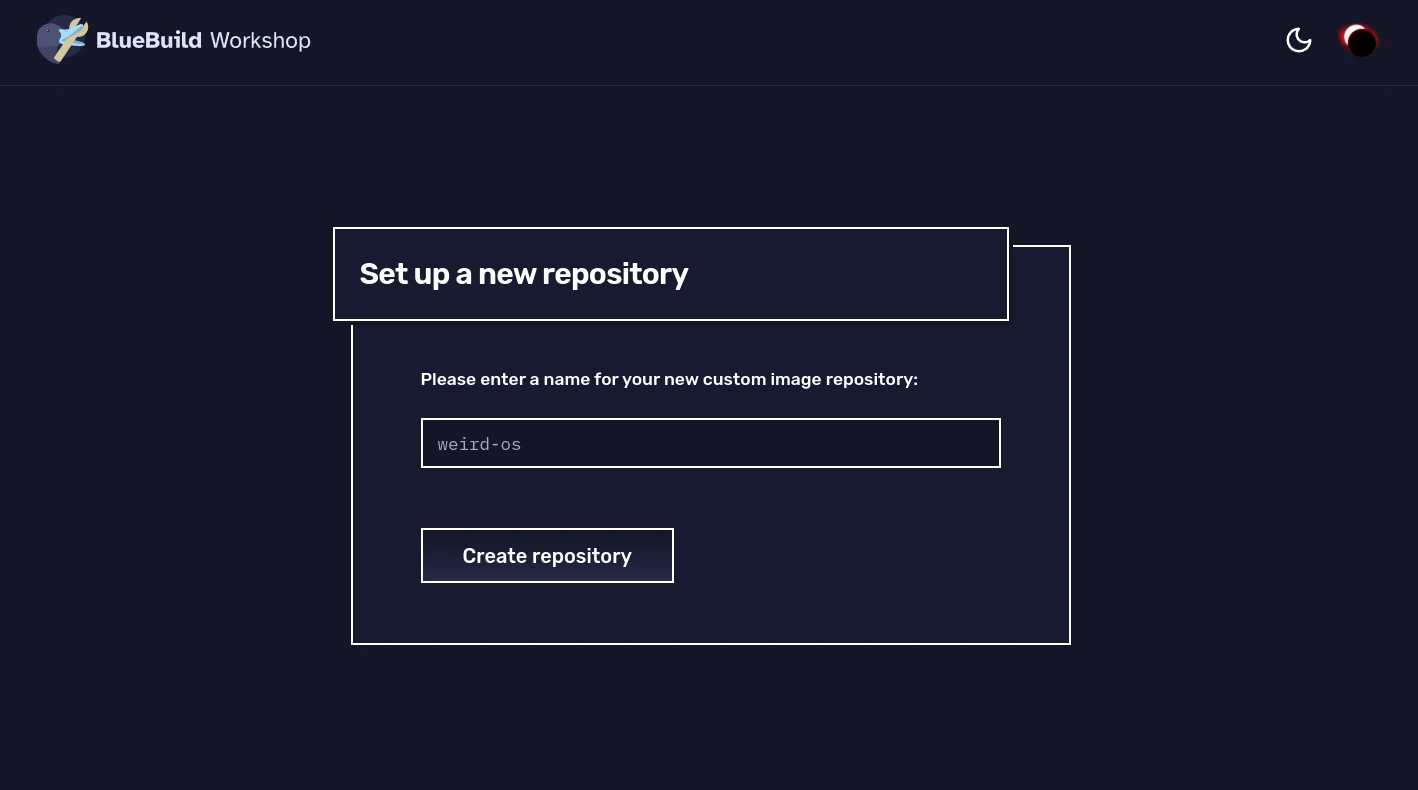 BlueBuild Workshop
Set up a new repository
Please enter a name for your new custom image repository:
weird-os
Create repository